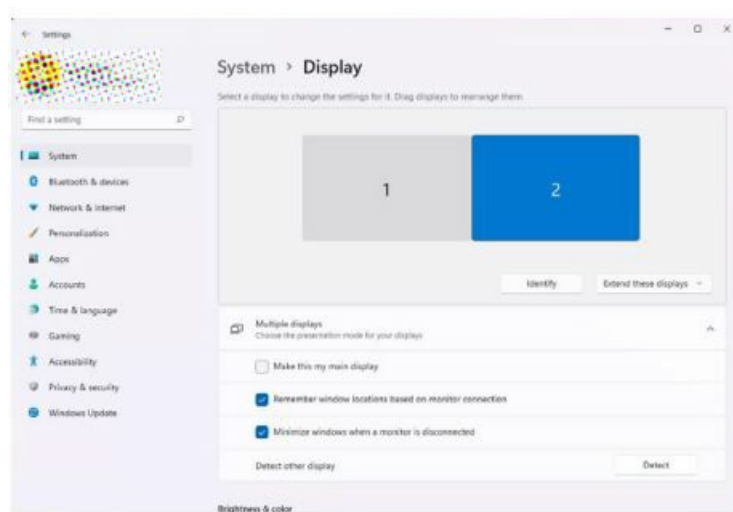 Settings
System > Display
Select a display to change the settings for it. Drag displays to rearrange them.
Find a setting
1
2
System
Bluetooth & devices
Network & internet
Personalization
Apps
Accounts
Time & language
Gaming
Accessibility
Privacy & security
Windows Update
Identify
Extend these displays
Multiple displays
Choose the presentation mode for your displays
Make this my main display
Remember window locations based on monitor connection
Minimize windows when a monitor is disconnected
Detect other display
Detect
Brightness & color